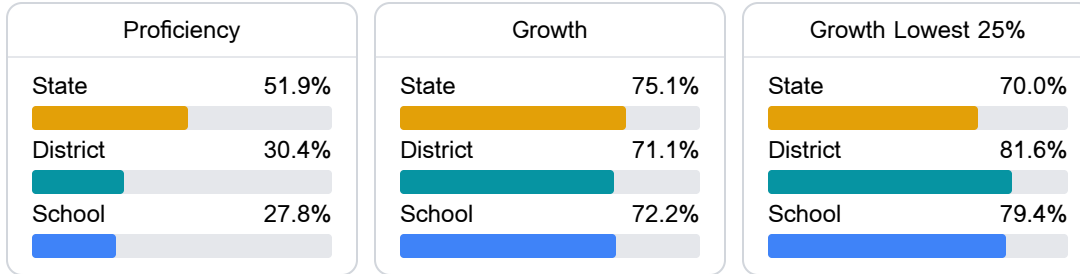 Proficiency
State 51.9%
District 30.4%
School 27.8%
Growth
State 75.1%
District 71.1%
School 72.2%
Growth Lowest 25%
State 70.0%
District 81.6%
School 79.4%